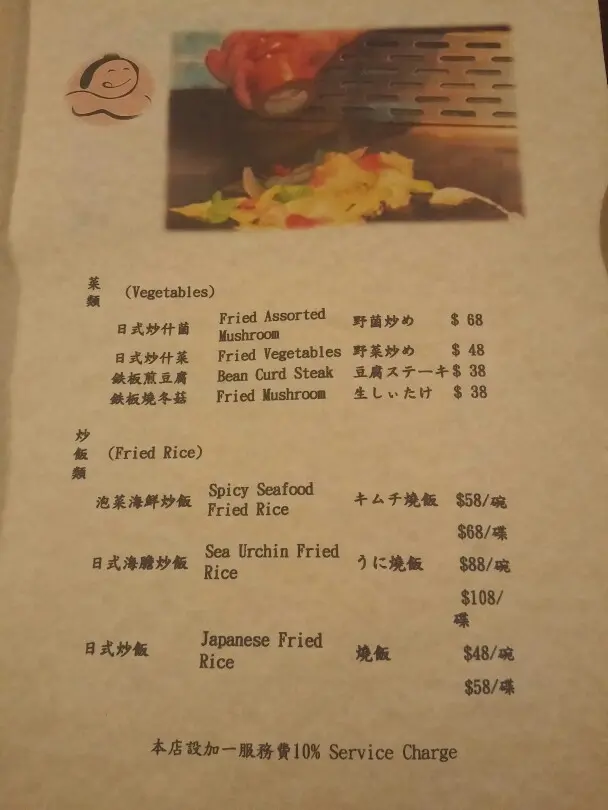 菜類 (Vegetables)
日式炒什菌 Fried Assorted Mushroom 野菌炒め $ 68
日式炒什菜 Fried Vegetables 野菜炒め $ 48
鉄板煎豆腐 Bean Curd Steak 豆腐ステーキ $ 38
鉄板燒冬菇 Fried Mushroom 生しぃたけ $ 38
炒飯類 (Fried Rice)
泡菜海鮮炒飯 Spicy Seafood Fried Rice キムチ燒飯 $58/碗
$68/碟
日式海膽炒飯 Sea Urchin Fried Rice うに燒飯 $88/碗
$108/碟
日式炒飯 Japanese Fried Rice 燒飯 $48/碗
$58/碟
本店設加一服務費10% Service Charge